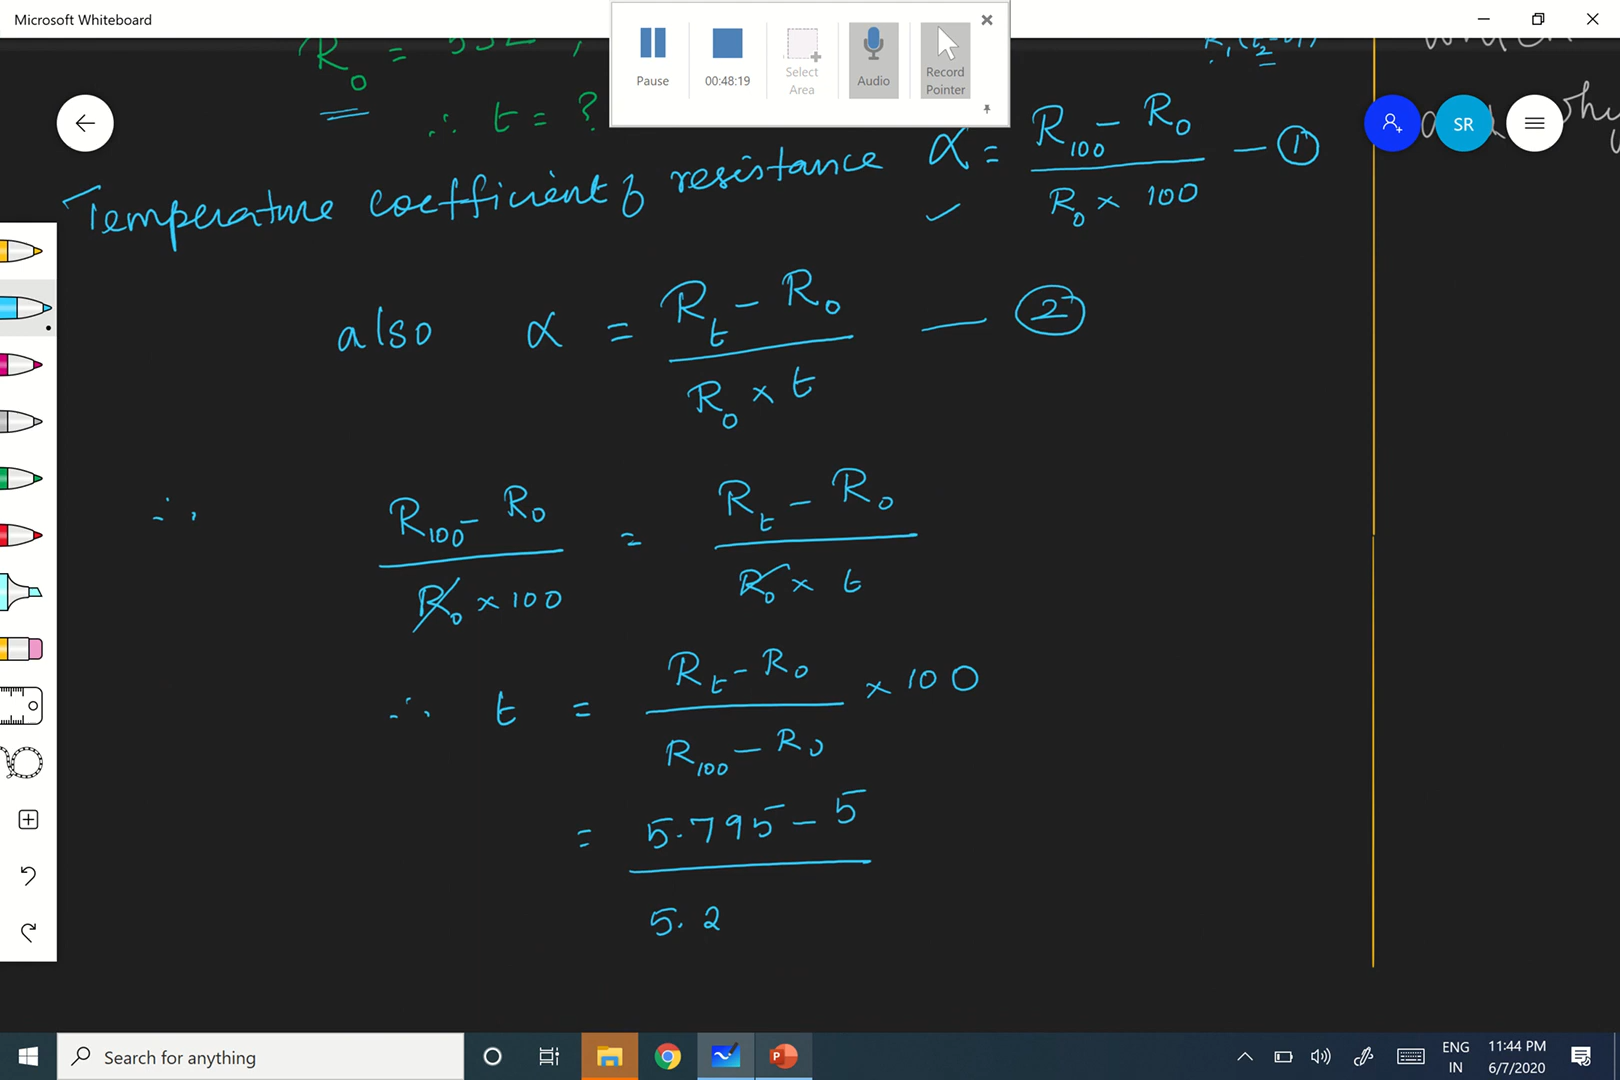 Microsoft Whiteboard
Pause
00:48:19
Select Area
Audio
Record Pointer
R₀ =
∴ t = ?
SR
Temperature coefficient of resistance α = R₁₀₀ – R₀ / R₀ × 100 — ①
also α = Rₜ – R₀ / R₀ × t — ②
∴ R₁₀₀ – R₀ / R₀ × 100 = Rₜ – R₀ / R₀ × t
∴ t = Rₜ – R₀ / R₁₀₀ – R₀ × 100
= 5.795 – 5 /
5.2
Search for anything
ENG
IN
11:44 PM
6/7/2020